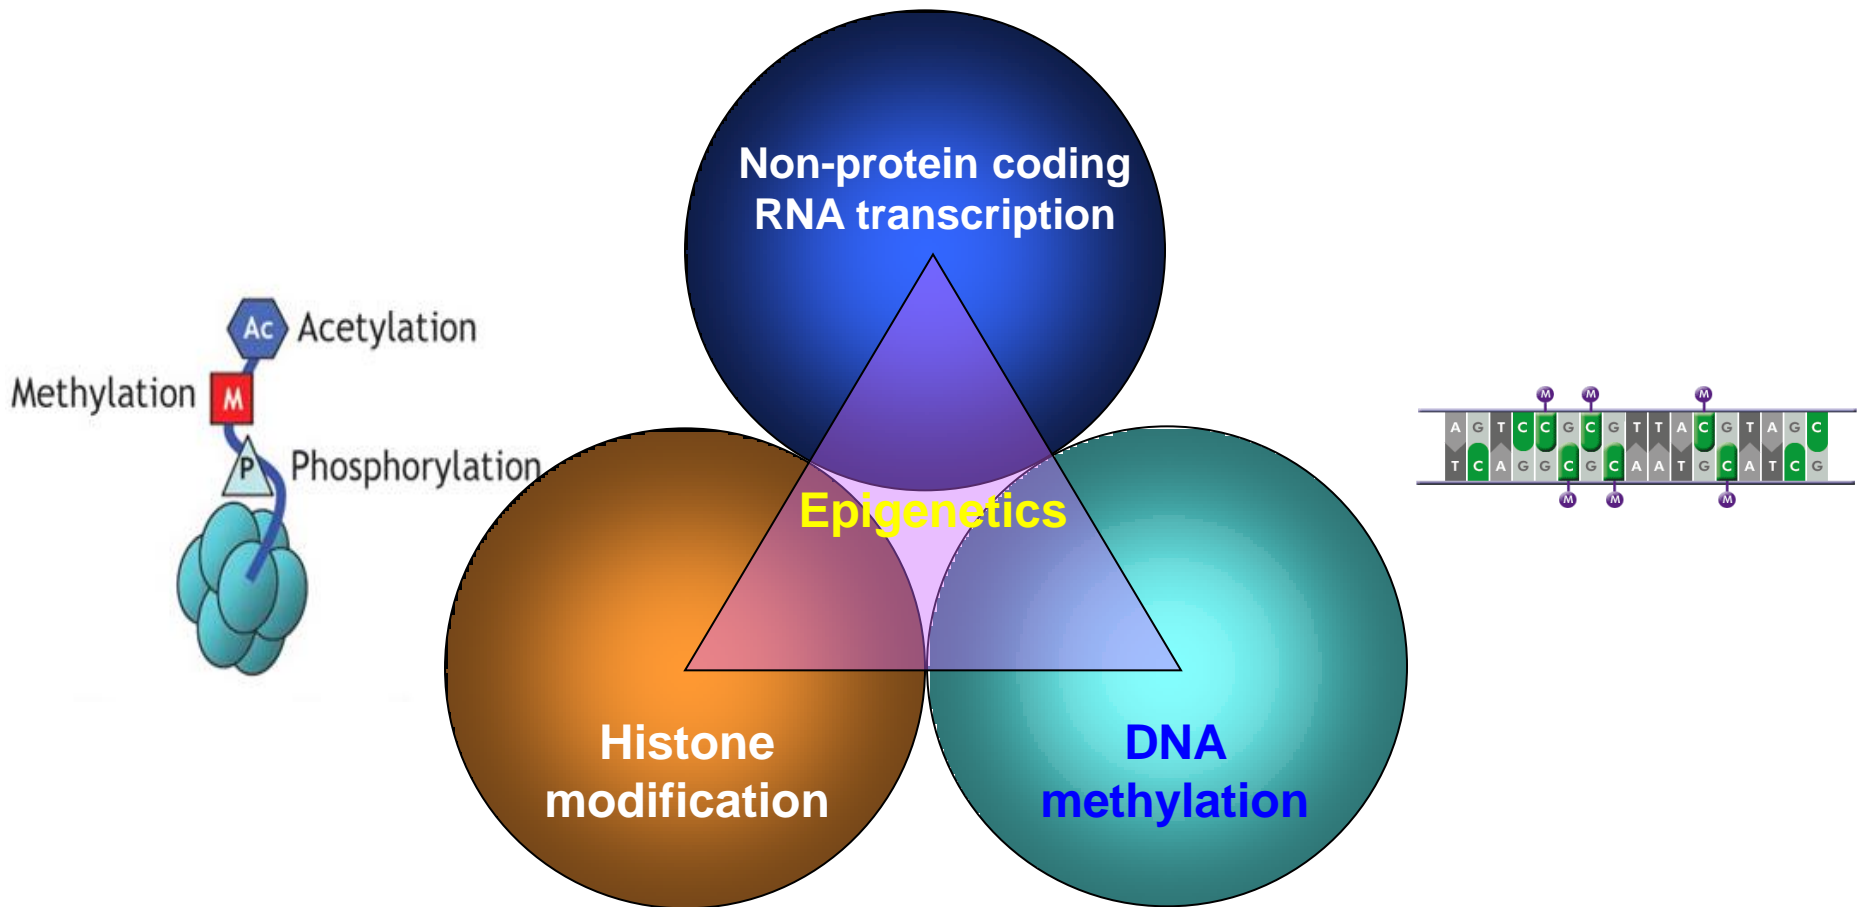 Non-protein coding
RNA transcription
Ac Acetylation
Methylation M
P Phosphorylation
Epigenetics
M M M
A G T C C G C G T T A C G T A G C
T C A G G C G C A A T G C A T C G
M M M
Histone
modification
DNA
methylation